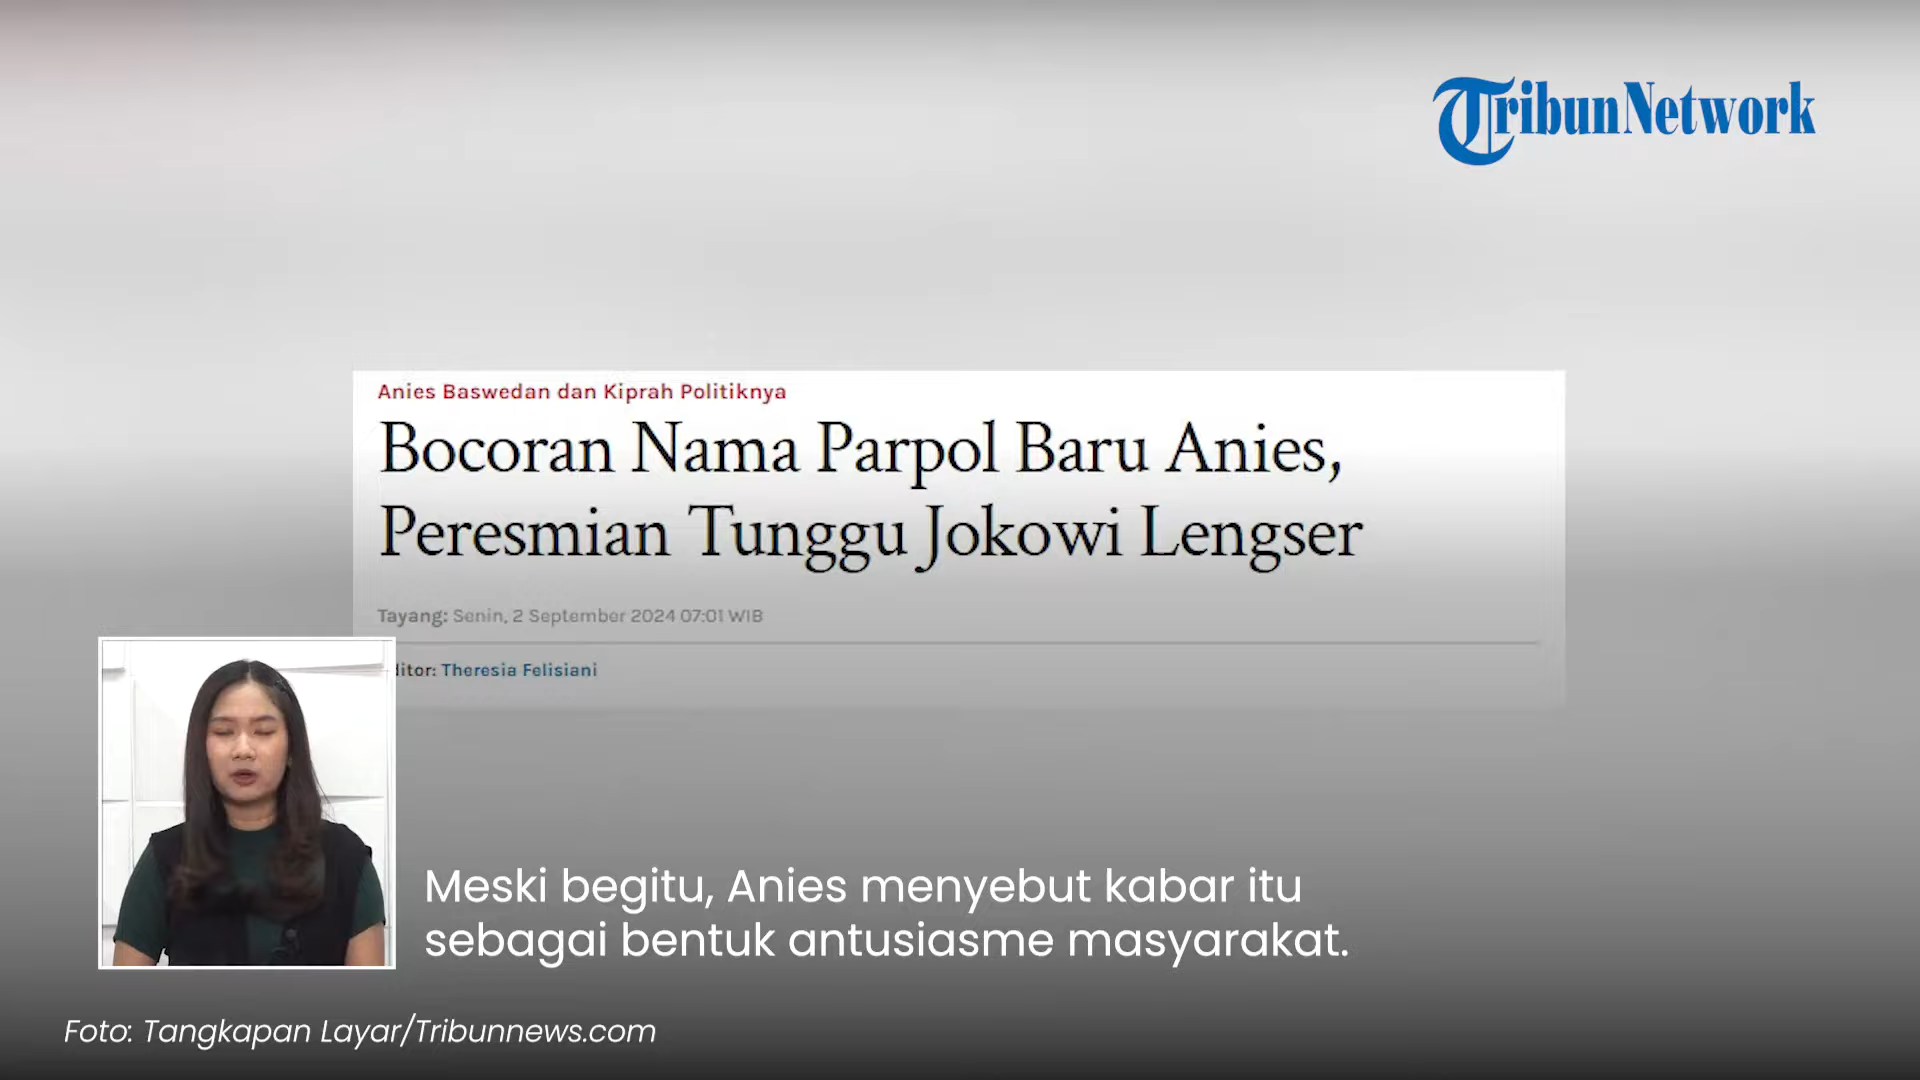 TribunNetwork
Anies Baswedan dan Kiprah Politiknya
Bocoran Nama Parpol Baru Anies,
Peresmian Tunggu Jokowi Lengser
Tayang: Senin, 2 September 2024 07:01 WIB
ditor: Theresia Felisiani
Meski begitu, Anies menyebut kabar itu
sebagai bentuk antusiasme masyarakat.
Foto: Tangkapan Layar/Tribunnews.com